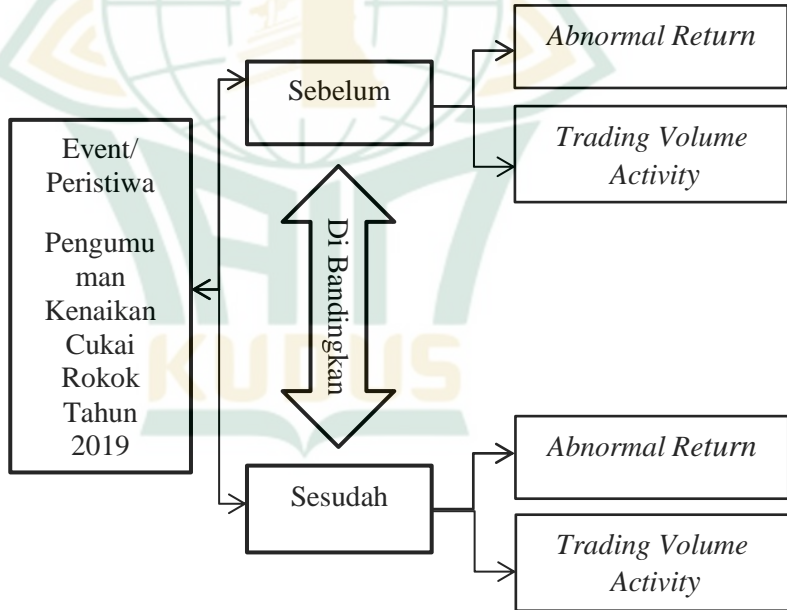 Event/
Peristiwa
Pengumu
man
Kenaikan
Cukai
Rokok
Tahun
2019
Sebelum
Abnormal Return
Trading Volume
Activity
Di Bandingkan
KUDUS
Sesudah
Abnormal Return
Trading Volume
Activity